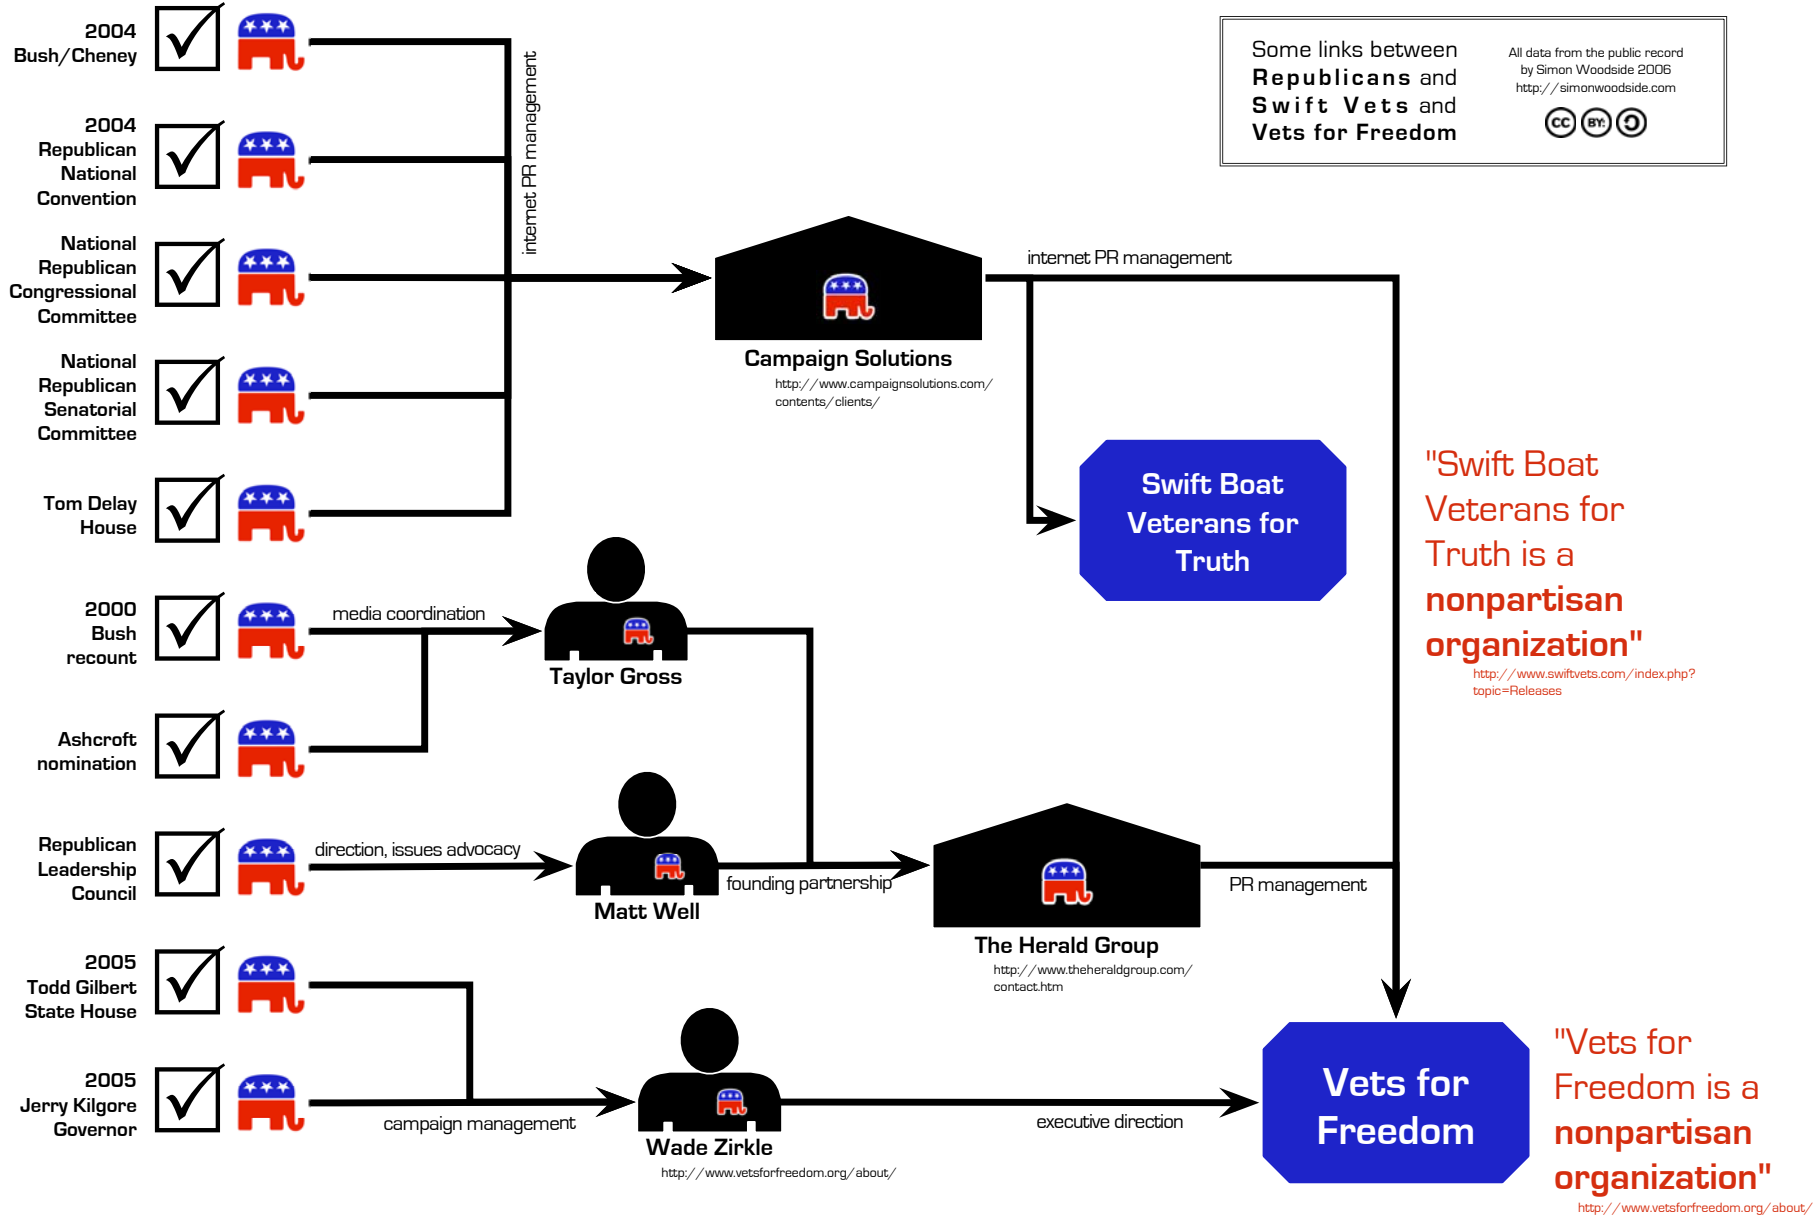 2004
Bush/Cheney
2004
Republican
National
Convention
National
Republican
Congressional
Committee
National
Republican
Senatorial
Committee
Tom Delay
House
2000
Bush
recount
Ashcroft
nomination
Republican
Leadership
Council
2005
Todd Gilbert
State House
2005
Jerry Kilgore
Governor
internet PR management
media coordination
direction, issues advocacy
campaign management
Taylor Gross
Matt Well
founding partnership
Wade Zirkle
http://www.vetsforfreedom.org/about/
Campaign Solutions
http://www.campaignsolutions.com/
contents/clients/
internet PR management
Swift Boat
Veterans for
Truth
The Herald Group
http://www.theheraldgroup.com/
contact.htm
PR management
executive direction
Vets for
Freedom
Some links between
Republicans and
Swift Vets and
Vets for Freedom
All data from the public record
by Simon Woodside 2006
http://simonwoodside.com
CC BY:
"Swift Boat
Veterans for
Truth is a
nonpartisan
organization"
http://www.swiftvets.com/index.php?
topic=Releases
"Vets for
Freedom is a
nonpartisan
organization"
http://www.vetsforfreedom.org/about/